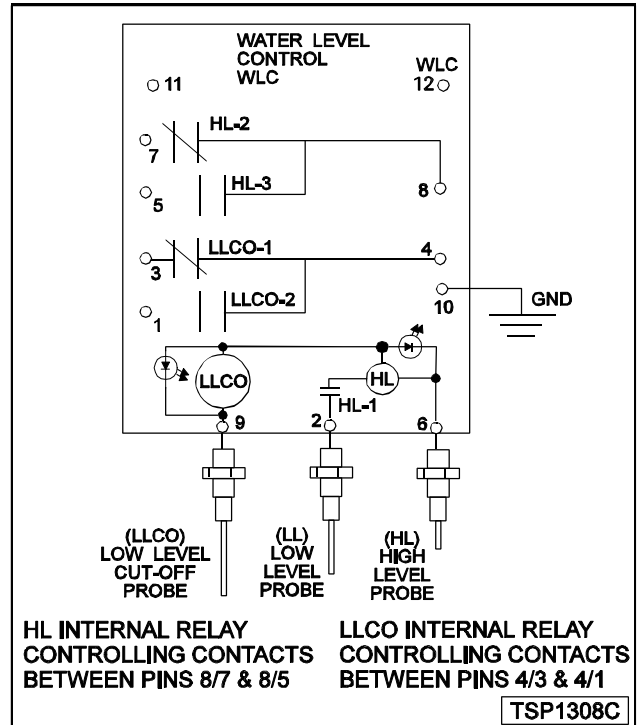 WATER LEVEL
CONTROL
WLC
WLC
11
12
HL-2
7
HL-3
5
8
LLCO-1
3
4
LLCO-2
1
10
GND
LLCO
HL
HL-1
9
2
6
(LLCO)
LOW LEVEL
CUT-OFF
PROBE
(LL)
LOW
LEVEL
PROBE
(HL)
HIGH
LEVEL
PROBE
HL INTERNAL RELAY
CONTROLLING CONTACTS
BETWEEN PINS 8/7 & 8/5
LLCO INTERNAL RELAY
CONTROLLING CONTACTS
BETWEEN PINS 4/3 & 4/1
TSP1308C